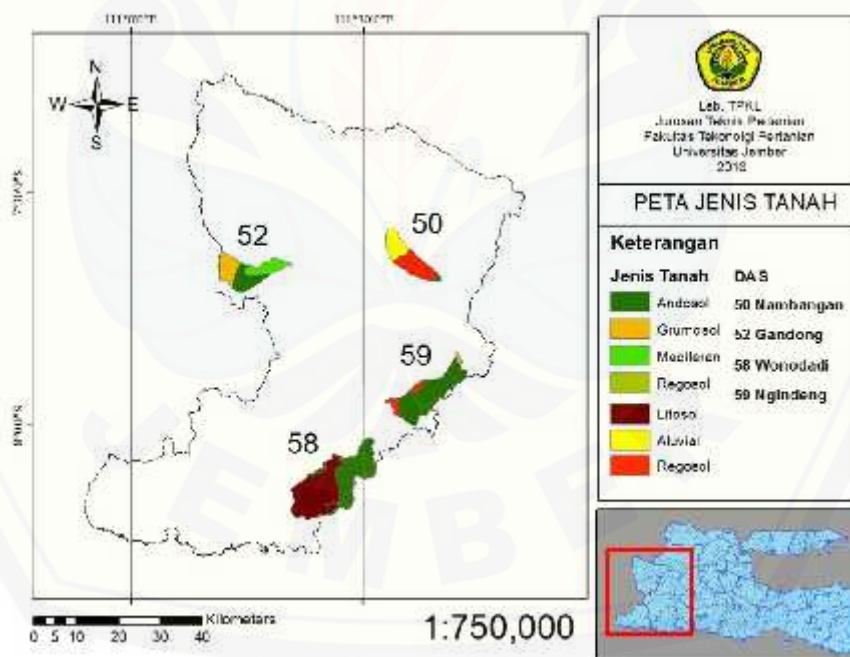 N
W E
S
52
50
59
58
0 5 10 20 30 40 Kilometers
1:750,000
Lab. TPKL
Jurusan Teknik Pertanian
Fakultas Teknologi Pertanian
Universitas Jember
PETA JENIS TANAH
Keterangan
Jenis Tanah DAS
Andosol 50 Nambangan
Grumosol 52 Gandong
Mediteran 58 Wonodadi
Regosol 59 Ngindeng
Litosol
Aluvial
Regosol
JEMBER